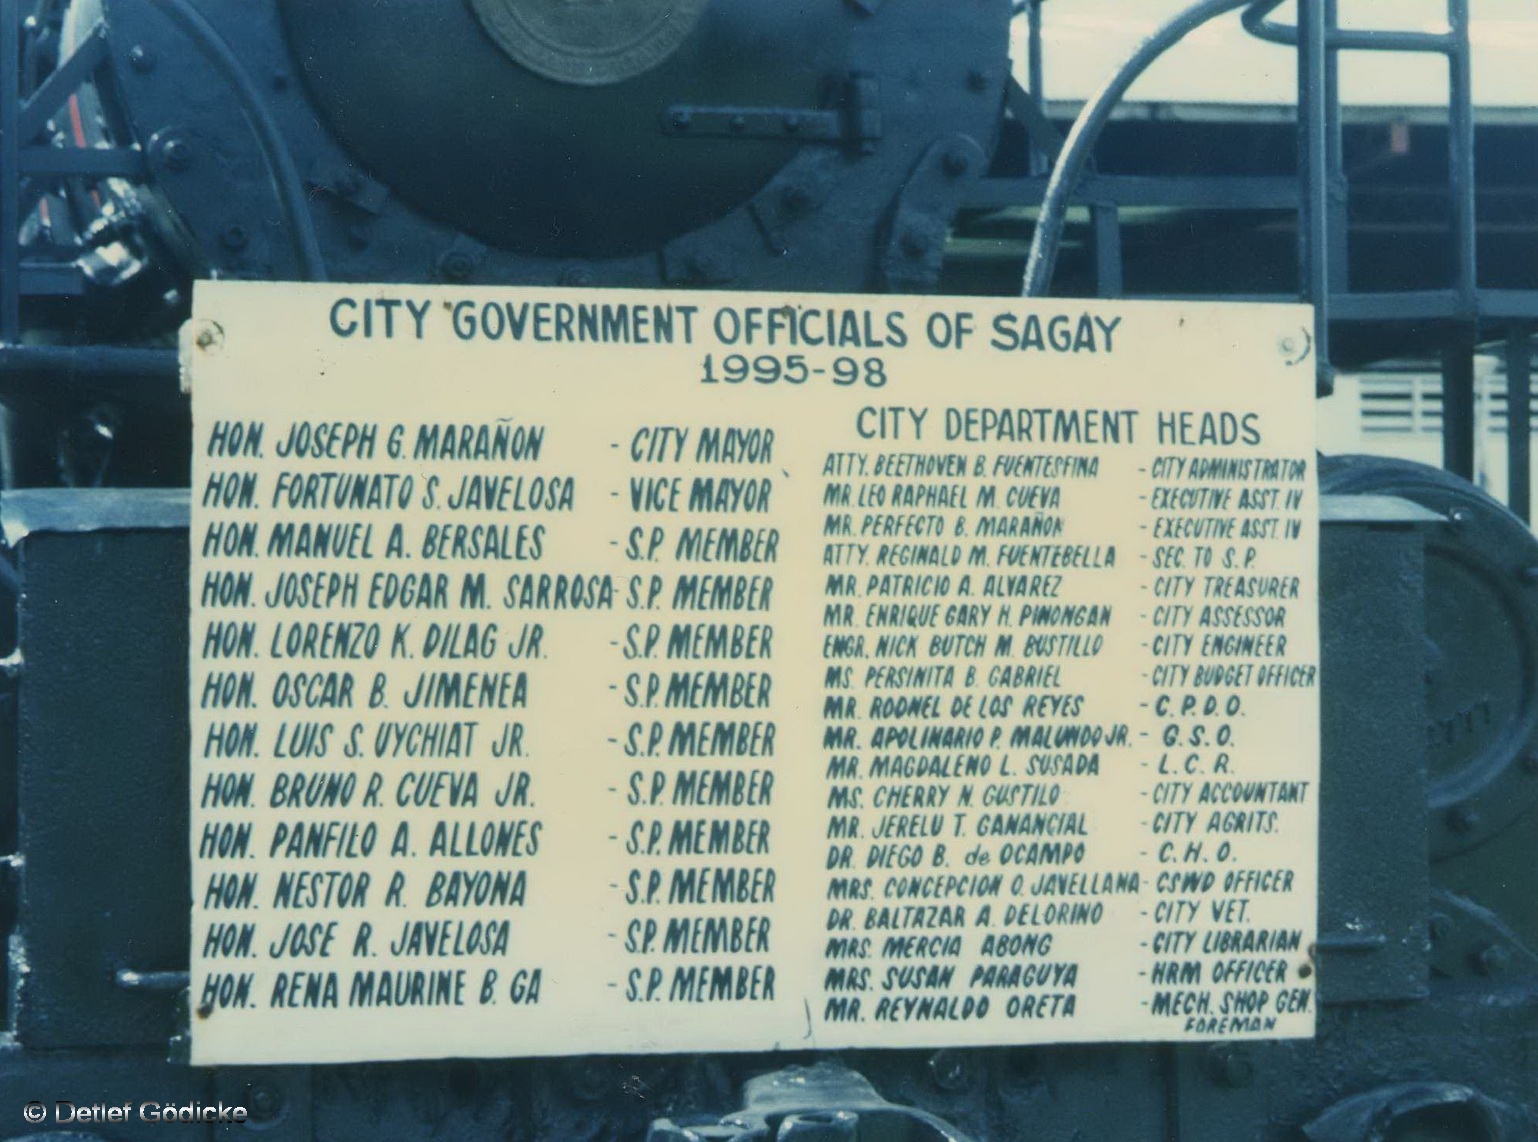 CITY GOVERNMENT OFFICIALS OF SAGAY
1995-98
HON. JOSEPH G. MARAÑON - CITY MAYOR
HON. FORTUNATO S. JAVELOSA - VICE MAYOR
HON. MANUEL A. BERSALES - S.P. MEMBER
HON. JOSEPH EDGAR M. SARROSA - S.P. MEMBER
HON. LORENZO K. DILAG JR. - S.P. MEMBER
HON. OSCAR B. JIMENEA - S.P. MEMBER
HON. LUIS S. UYCHIAT JR. - S.P. MEMBER
HON. BRUNO R. CUEVA JR. - S.P. MEMBER
HON. PANFILO A. ALLONES - S.P. MEMBER
HON. NESTOR R. BAYONA - S.P. MEMBER
HON. JOSE R. JAVELOSA - S.P. MEMBER
HON. RENA MAURINE B. GA - S.P. MEMBER
CITY DEPARTMENT HEADS
ATTY. BEETHOVEN B. FUENTESFINA - CITY ADMINISTRATOR
MR. LEO RAPHAEL M. CUEVA - EXECUTIVE ASST. IV
MR. PERFECTO B. MARAÑON - EXECUTIVE ASST. IV
ATTY. REGINALD M. FUENTEBELLA - SEC. TO S.P.
MR. PATRICIO A. ALVAREZ - CITY TREASURER
MR. ENRIQUE GARY H. PINONGAN - CITY ASSESSOR
ENGR. NICK BUTCH M. BUSTILLO - CITY ENGINEER
MS. PERSINITA B. GABRIEL - CITY BUDGET OFFICER
MR. RODNEL DE LOS REYES - C.P.D.O.
MR. APOLINARIO P. MALUNDO JR. - G.S.O.
MR. MAGDALENO L. SUSADA - L.C.R.
MS. CHERRY N. GUSTILO - CITY ACCOUNTANT
MR. JERELU T. GANANCIAL - CITY AGRITS.
DR. DIEGO B. de OCAMPO - C.H.O.
MRS. CONCEPCION O. JAVELLANA - CSWD OFFICER
DR. BALTAZAR A. DELORINO - CITY VET.
MRS. MERCIA ABONG - CITY LIBRARIAN
MRS. SUSAN PARAGUYA - HRM OFFICER
MR. REYNALDO ORETA - MECH. SHOP GEN.
FOREMAN
© Detlef Gödicke